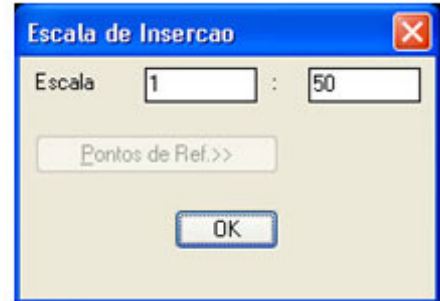 Escala de Insercao
Escala 1 : 50
Pontos de Ref.>>
OK